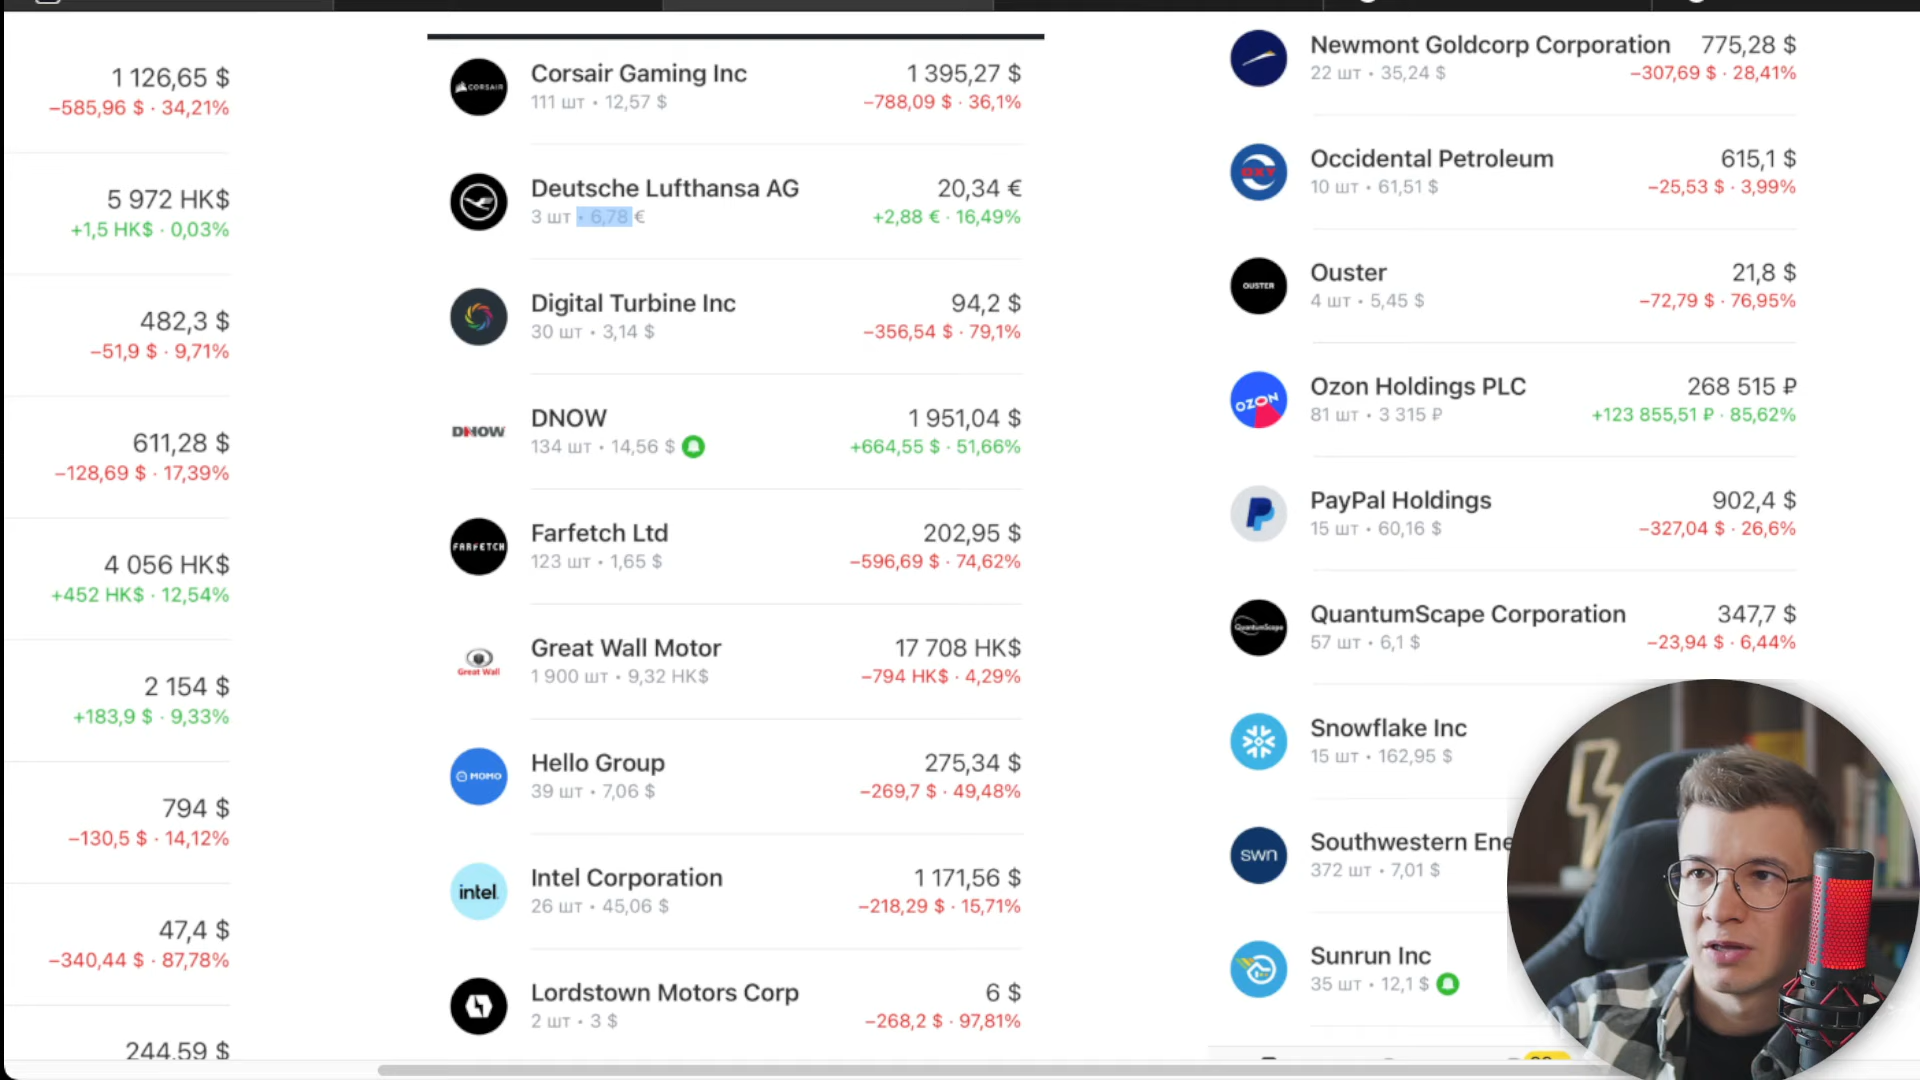 1 126,65 $
−585,96 $ · 34,21%
5 972 HK$
+1,5 HK$ · 0,03%
482,3 $
−51,9 $ · 9,71%
611,28 $
−128,69 $ · 17,39%
4 056 HK$
+452 HK$ · 12,54%
2 154 $
+183,9 $ · 9,33%
794 $
−130,5 $ · 14,12%
47,4 $
−340,44 $ · 87,78%
244,59 $
CORSAIR
Corsair Gaming Inc 1 395,27 $
111 шт • 12,57 $ −788,09 $ · 36,1%
Deutsche Lufthansa AG 20,34 €
3 шт • 6,78 € +2,88 € · 16,49%
Digital Turbine Inc 94,2 $
30 шт • 3,14 $ −356,54 $ · 79,1%
DNOW
DNOW 1 951,04 $
134 шт • 14,56 $ +664,55 $ · 51,66%
FARFETCH
Farfetch Ltd 202,95 $
123 шт • 1,65 $ −596,69 $ · 74,62%
Great Wall
Great Wall Motor 17 708 HK$
1 900 шт • 9,32 HK$ −794 HK$ · 4,29%
MOMO
Hello Group 275,34 $
39 шт • 7,06 $ −269,7 $ · 49,48%
intel
Intel Corporation 1 171,56 $
26 шт • 45,06 $ −218,29 $ · 15,71%
Lordstown Motors Corp 6 $
2 шт • 3 $ −268,2 $ · 97,81%
Newmont Goldcorp Corporation 775,28 $
22 шт • 35,24 $ −307,69 $ · 28,41%
OXY
Occidental Petroleum 615,1 $
10 шт • 61,51 $ −25,53 $ · 3,99%
OUSTER
Ouster 21,8 $
4 шт • 5,45 $ −72,79 $ · 76,95%
OZON
Ozon Holdings PLC 268 515 ₽
81 шт • 3 315 ₽ +123 855,51 ₽ · 85,62%
PayPal Holdings 902,4 $
15 шт • 60,16 $ −327,04 $ · 26,6%
QuantumScape
QuantumScape Corporation 347,7 $
57 шт • 6,1 $ −23,94 $ · 6,44%
Snowflake Inc
15 шт • 162,95 $
swn
Southwestern Ene
372 шт • 7,01 $
Sunrun Inc
35 шт • 12,1 $